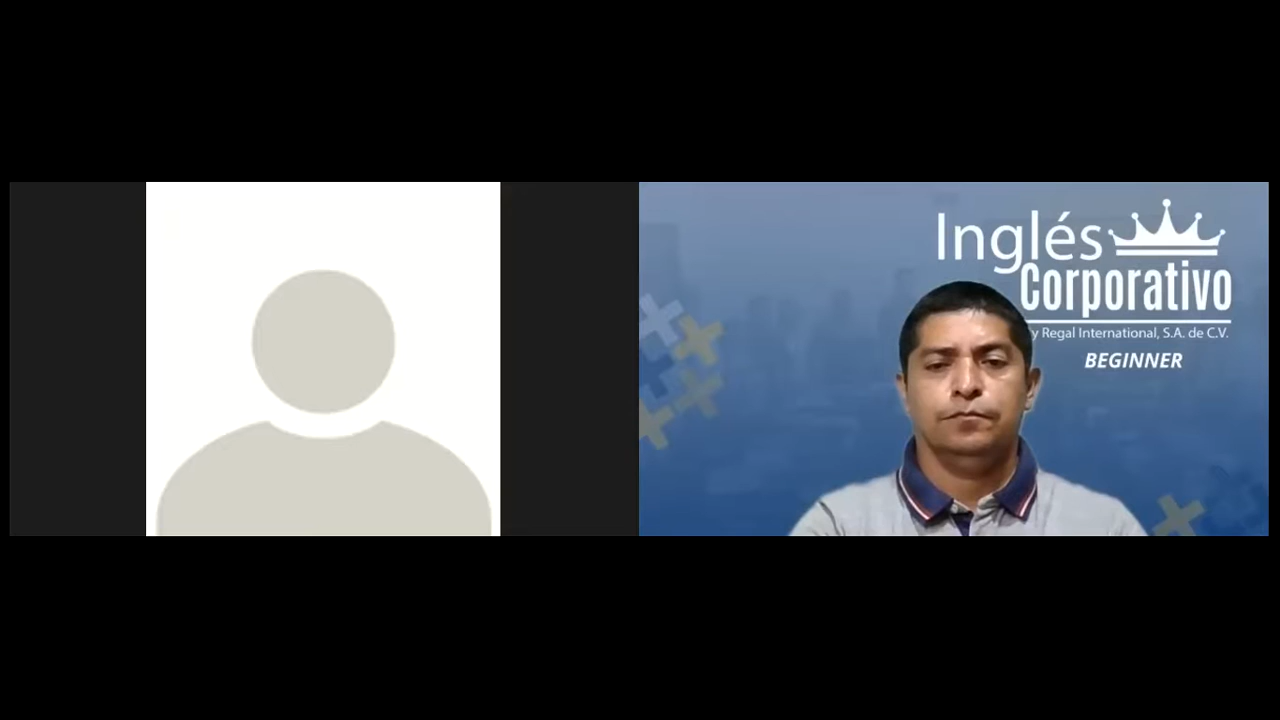 Inglés
Corporativo
y Regal International, S.A. de C.V.
BEGINNER